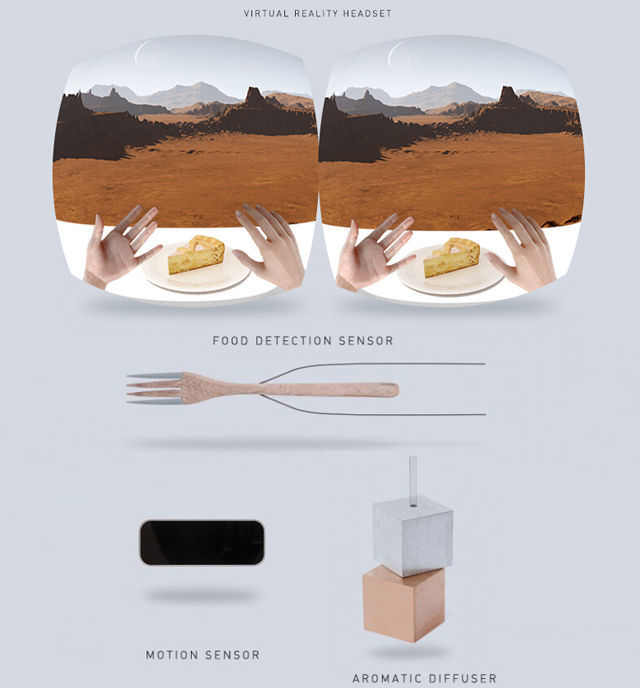 VIRTUAL REALITY HEADSET
FOOD DETECTION SENSOR
MOTION SENSOR
AROMATIC DIFFUSER